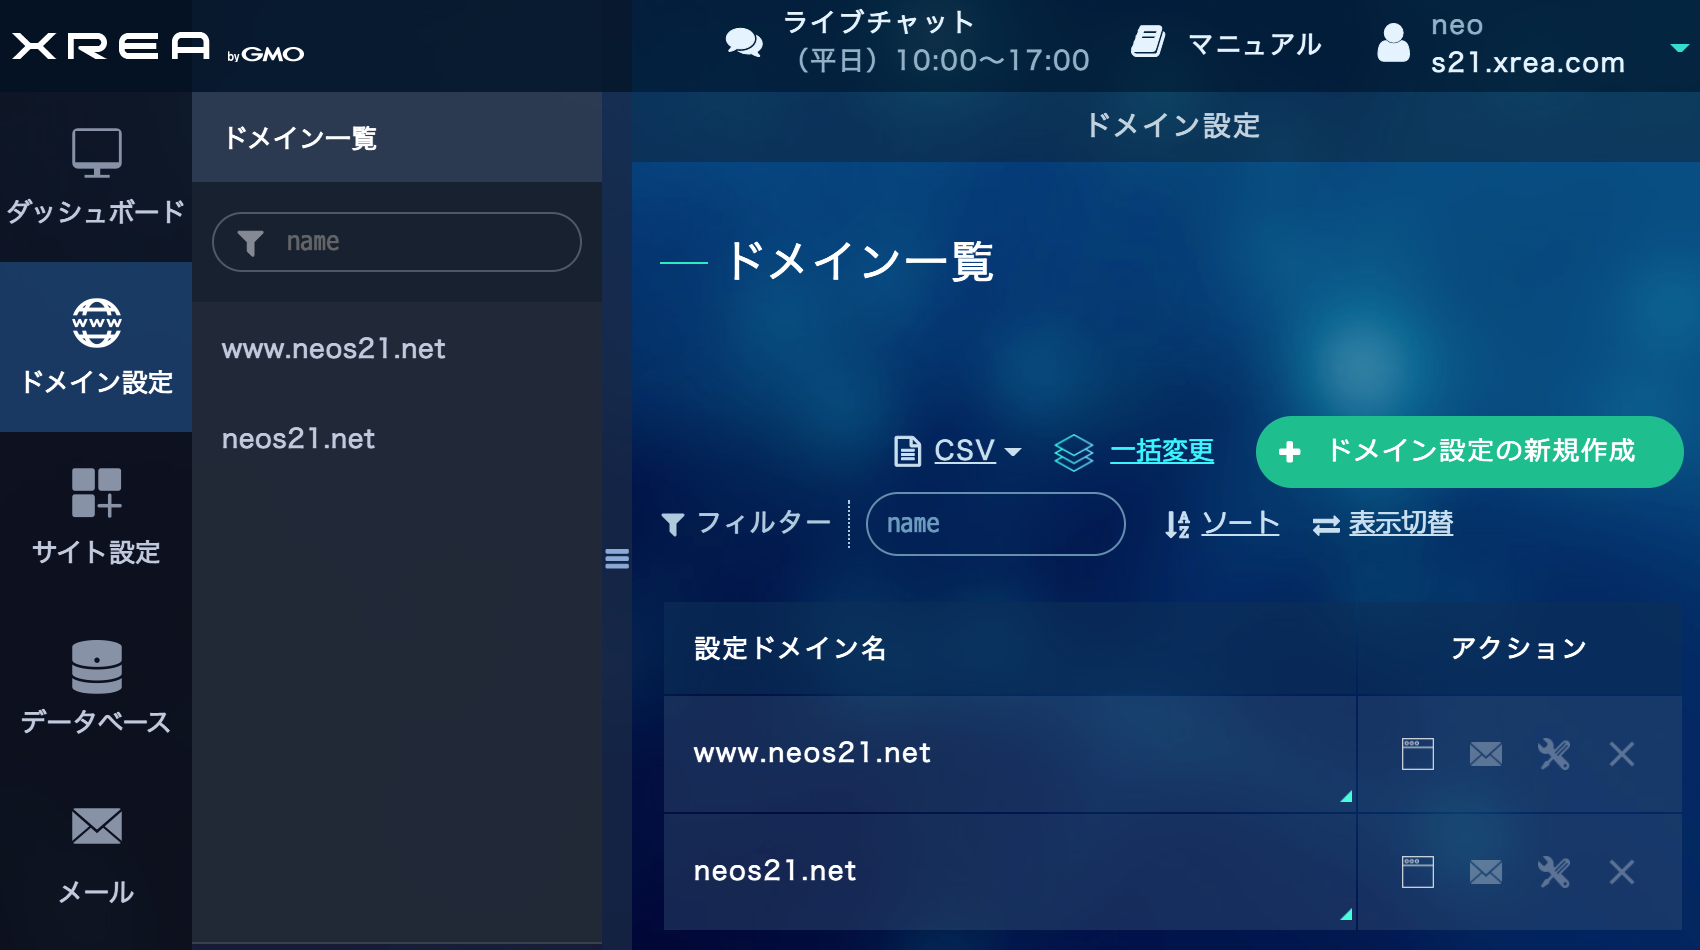 XREA by GMO
ライブチャット
（平日）10:00〜17:00
マニュアル
neo
s21.xrea.com
ダッシュボード
www
ドメイン設定
サイト設定
データベース
メール
ドメイン一覧
name
www.neos21.net
neos21.net
ドメイン設定
ドメイン一覧
CSV
一括変更
ドメイン設定の新規作成
フィルター
name
AZ
ソート
表示切替
設定ドメイン名
アクション
www.neos21.net
neos21.net